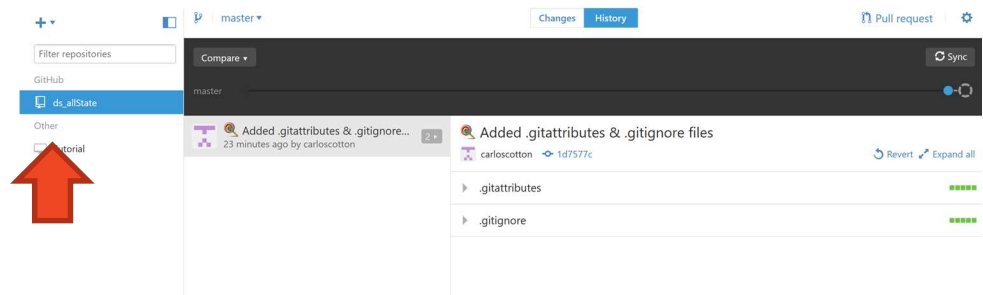 master
Changes
History
Pull request
Filter repositories
Compare
Sync
GitHub
master
ds_allState
Other
Added .gitattributes & .gitignore...
2
23 minutes ago by carloscotton
Added .gitattributes & .gitignore files
carloscotton
1d7577c
Revert
Expand all
.gitattributes
.gitignore